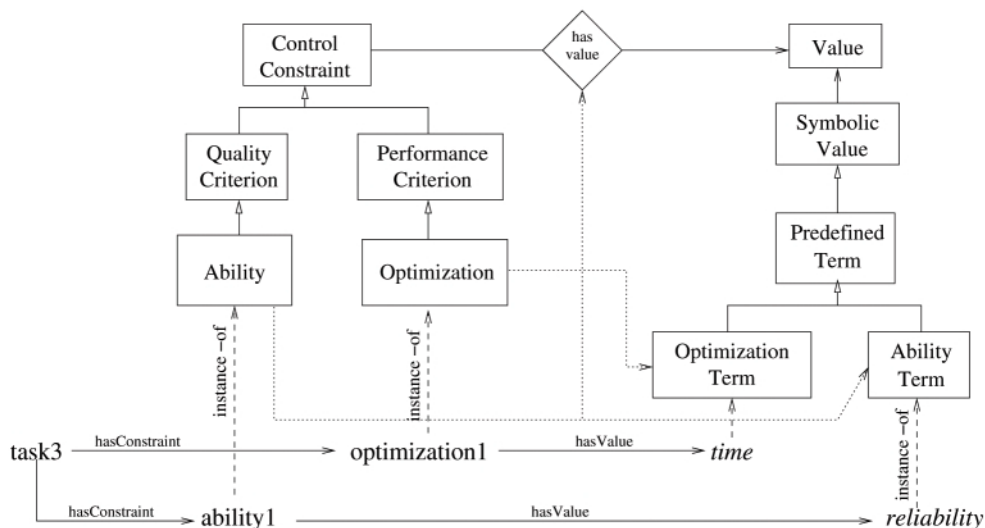 Control
Constraint
has
value
Value
Symbolic
Value
Quality
Criterion
Performance
Criterion
Predefined
Term
Ability
Optimization
instance –of
instance –of
Optimization
Term
Ability
Term
task3
hasConstraint
optimization1
hasValue
time
instance –of
hasConstraint
ability1
hasValue
reliability